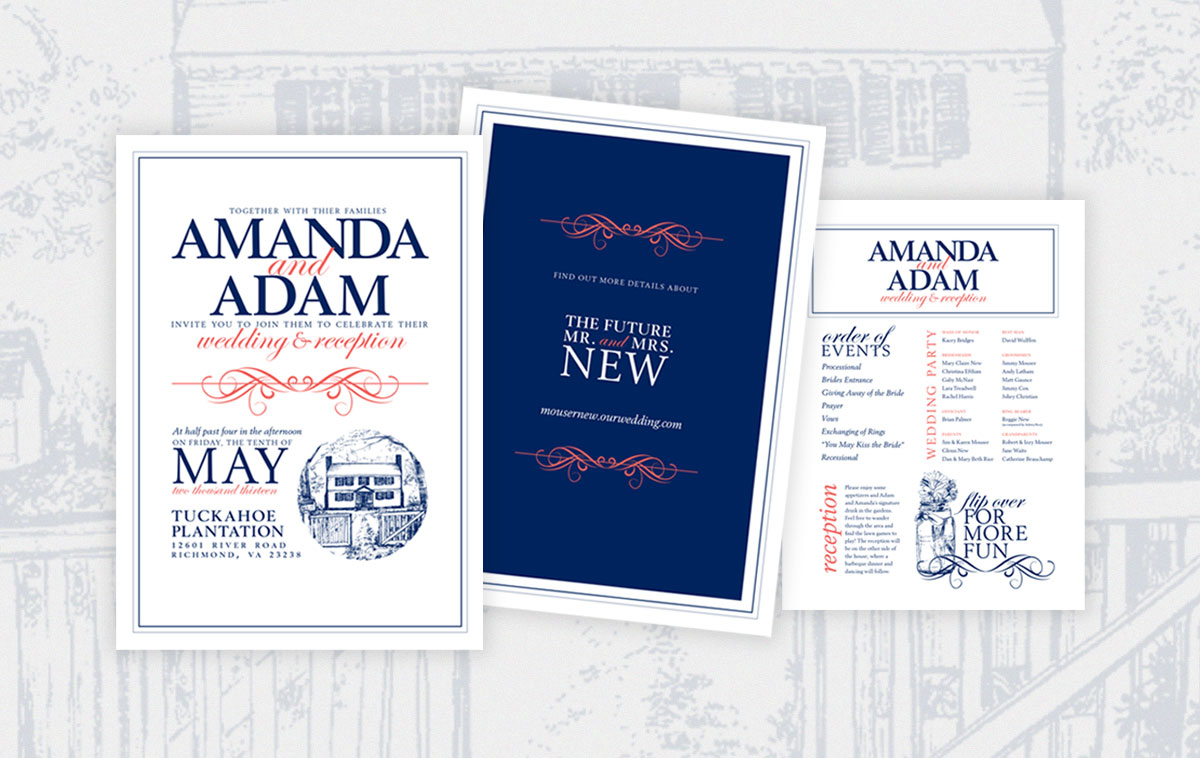 TOGETHER WITH THIER FAMILIES
AMANDA
and
ADAM
INVITE YOU TO JOIN THEM TO CELEBRATE THEIR
wedding & reception
At half past four in the afternoon
ON FRIDAY, THE TENTH OF
MAY
two thousand thirteen
TUCKAHOE
PLANTATION
12601 RIVER ROAD
RICHMOND, VA 23238
FIND OUT MORE DETAILS ABOUT
THE FUTURE
MR. and MRS.
NEW
mousernew.ourwedding.com
AMANDA
and
ADAM
wedding & reception
order of
EVENTS
Processional
Brides Entrance
Giving Away of the Bride
Prayer
Vows
Exchanging of Rings
"You May Kiss the Bride"
Recessional
WEDDING PARTY
MAID OF HONOR
Kacey Bridges
BRIDESMAIDS
Mary Claire New
Christina Eltham
Gaby McNair
Lara Treadwell
Rachel Harris
OFFICIANT
Brian Palmer
PARENTS
Jim & Karen Mouser
Glenn New
Dan & Mary Beth Rice
BEST MAN
David Wulffen
GROOMSMEN
Jimmy Mouser
Andy Latham
Matt
Jimmy Cox
Johey Christian
RING BEARER
Reggie New
GRANDPARENTS
Robert & Izzy Mouser
Jane Watts
Catherine Beauchamp
reception
Please enjoy some
appetizers and Adam
and Amanda's signature
drink in the gardens.
Feel free to wander
through the area and
find the lawn games to
play! The reception will
be on the other side of
the house, where a
barbeque dinner and
dancing will follow.
flip over
FOR
MORE
FUN